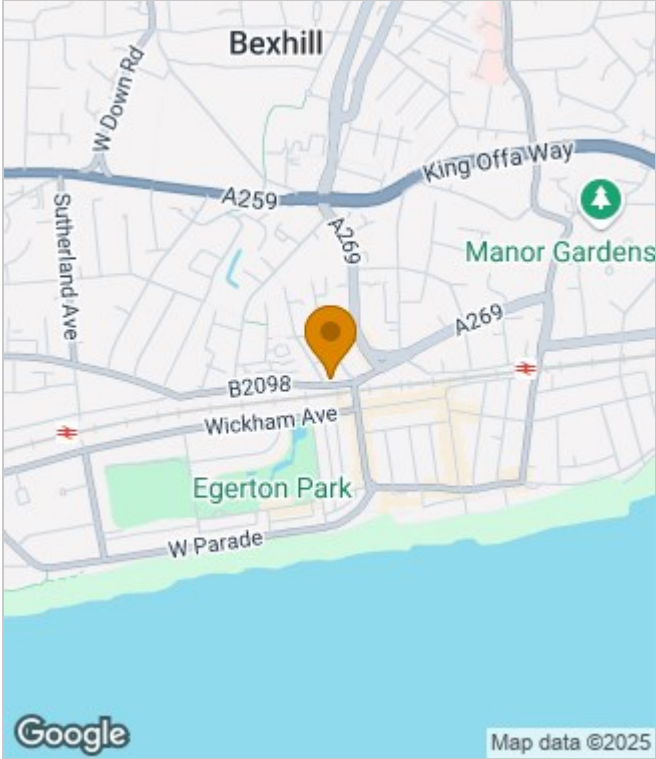 Bexhill
W Down Rd
King Offa Way
A259
Sutherland Ave
A269
Manor Gardens
A269
B2098
Wickham Ave
Egerton Park
W Parade
Google
Map data ©2025